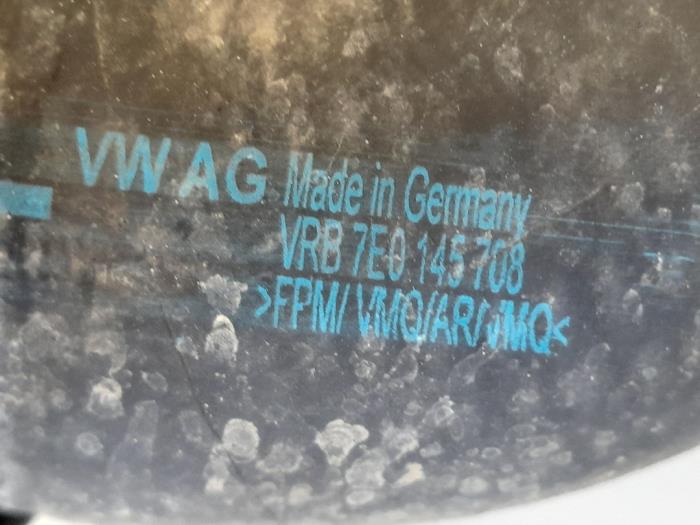 VW AG Made in Germany
VRB 7E0 145 708
>FPM/ VMQ/AR/VMQ<